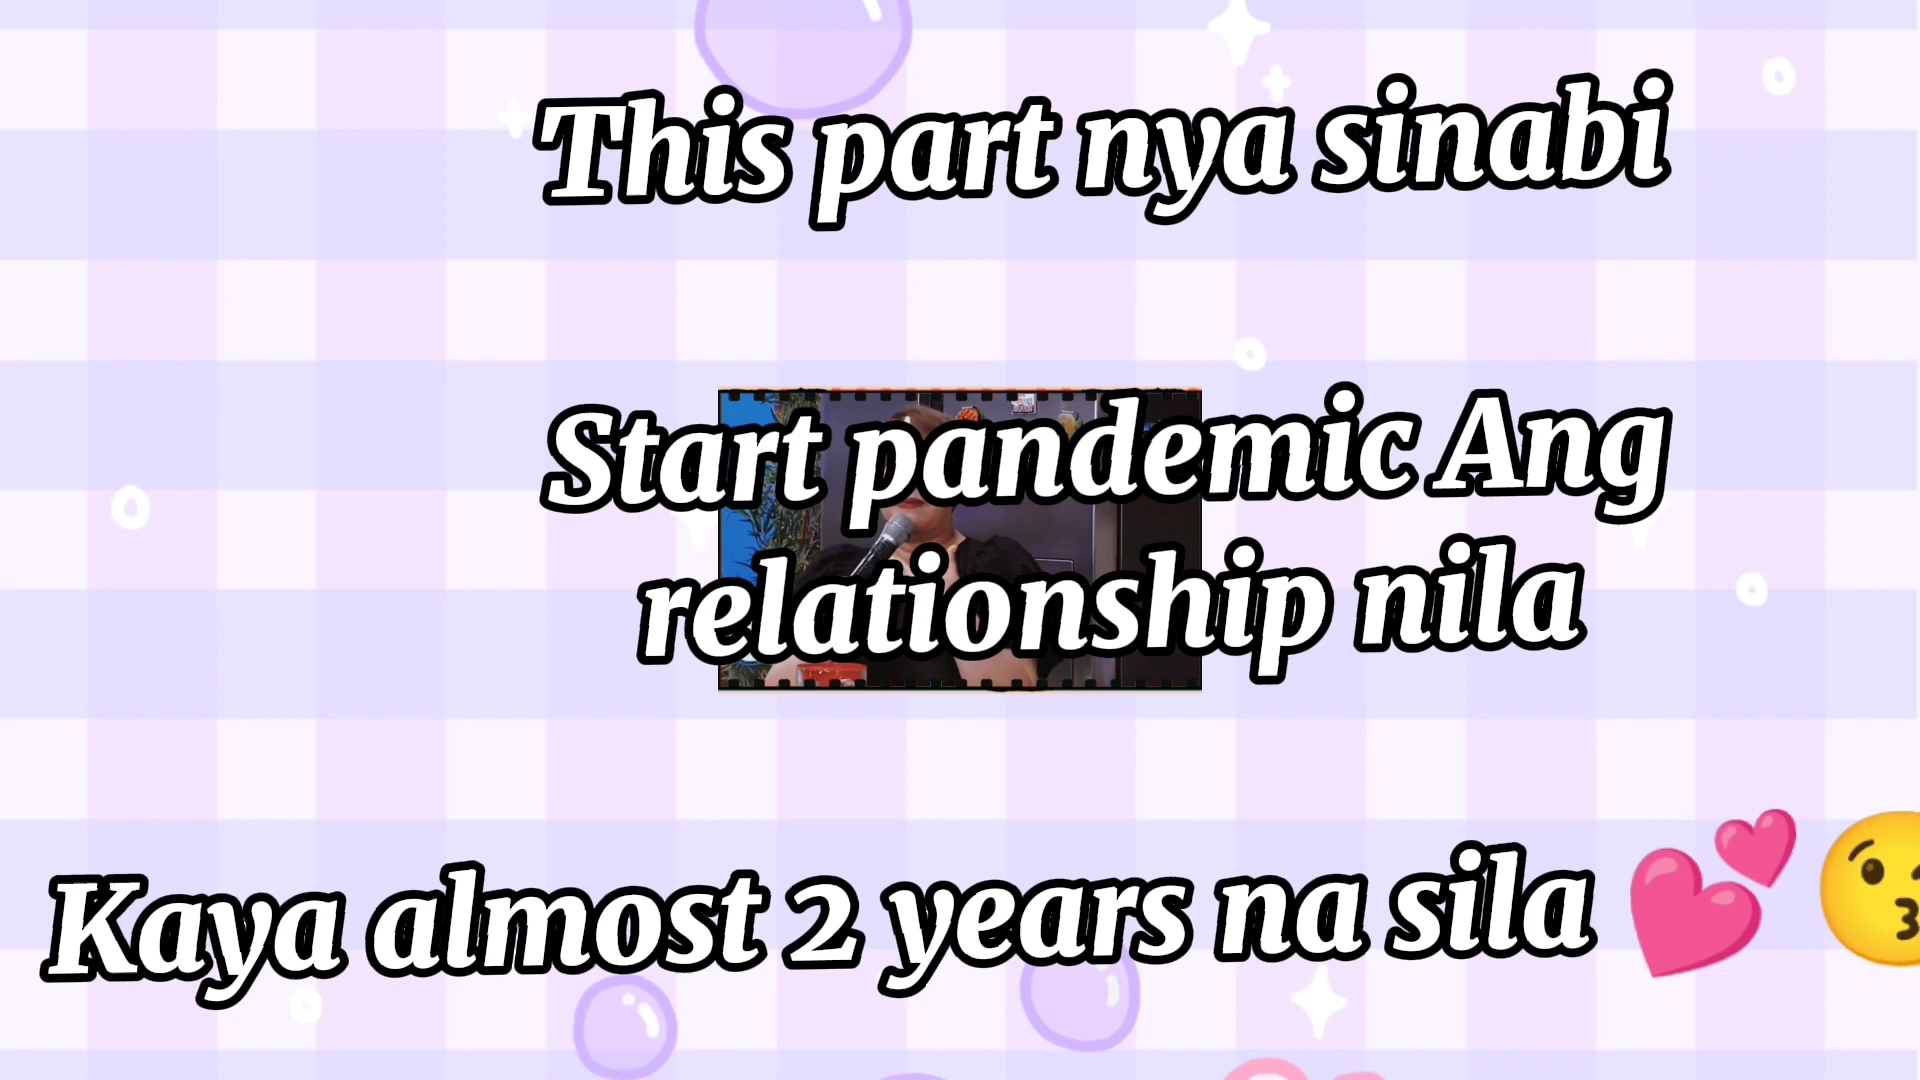 This part nya sinabi
Start pandemic Ang
relationship nila
Kaya almost 2 years na sila 💕😘